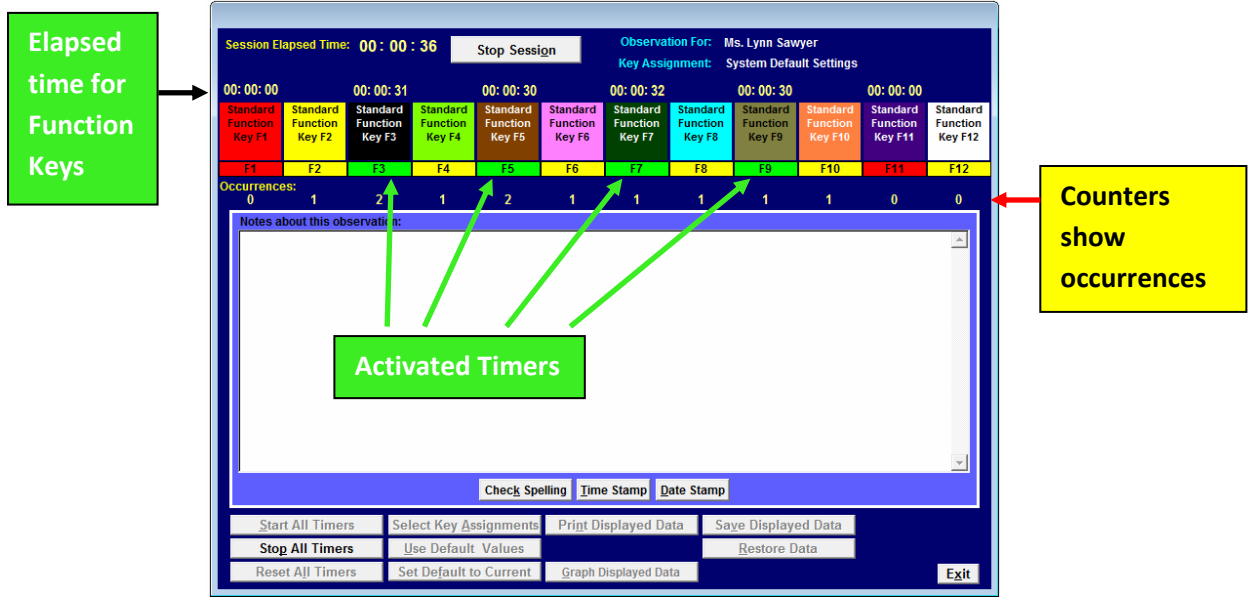 Elapsed
time for
Function
Keys
Session Elapsed Time: 00: 00: 36 Stop Session Observation For: Ms. Lynn Sawyer
Key Assignment: System Default Settings
00: 00: 00 00: 00: 31 00: 00: 30 00: 00: 32 00: 00: 30 00: 00: 00
Standard Standard Standard Standard Standard Standard Standard Standard Standard Standard Standard Standard
Function Function Function Function Function Function Function Function Function Function Function Function
Key F1 Key F2 Key F3 Key F4 Key F5 Key F6 Key F7 Key F8 Key F9 Key F10 Key F11 Key F12
F1 F2 F3 F4 F5 F6 F7 F8 F9 F10 F11 F12
Occurrences:
0 1 2 1 2 1 1 1 1 1 0 0
Counters
show
occurrences
Notes about this observation:
Activated Timers
Check Spelling Time Stamp Date Stamp
Start All Timers Select Key Assignments Print Displayed Data Save Displayed Data
Stop All Timers Use Default Values Restore Data
Reset All Timers Set Default to Current Graph Displayed Data Exit